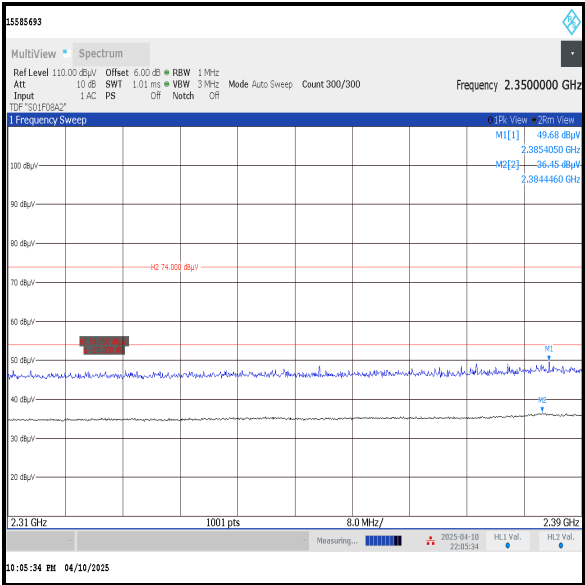 15585693
MultiView Spectrum
Ref Level 110.00 dBµV Offset 6.00 dB RBW 1 MHz
Att 10 dB SWT 1.01 ms VBW 3 MHz Mode Auto Sweep Count 300/300 Frequency 2.3500000 GHz
Input 1 AC PS Off Notch Off
TDF "S01F08A2"
1 Frequency Sweep 1Pk View 2Rm View
M1[1] 49.68 dBµV
2.3854050 GHz
100 dBµV M2[2] 36.45 dBµV
2.3844460 GHz
90 dBµV
80 dBµV
H2 74.000 dBµV
70 dBµV
60 dBµV
50 dBµV
M1
40 dBµV
M2
30 dBµV
20 dBµV
2.31 GHz 1001 pts 8.0 MHz/ 2.39 GHz
Measuring... 2025-04-10 HL1 Val. HL2 Val.
22:05:34
10:05:34 PM 04/10/2025